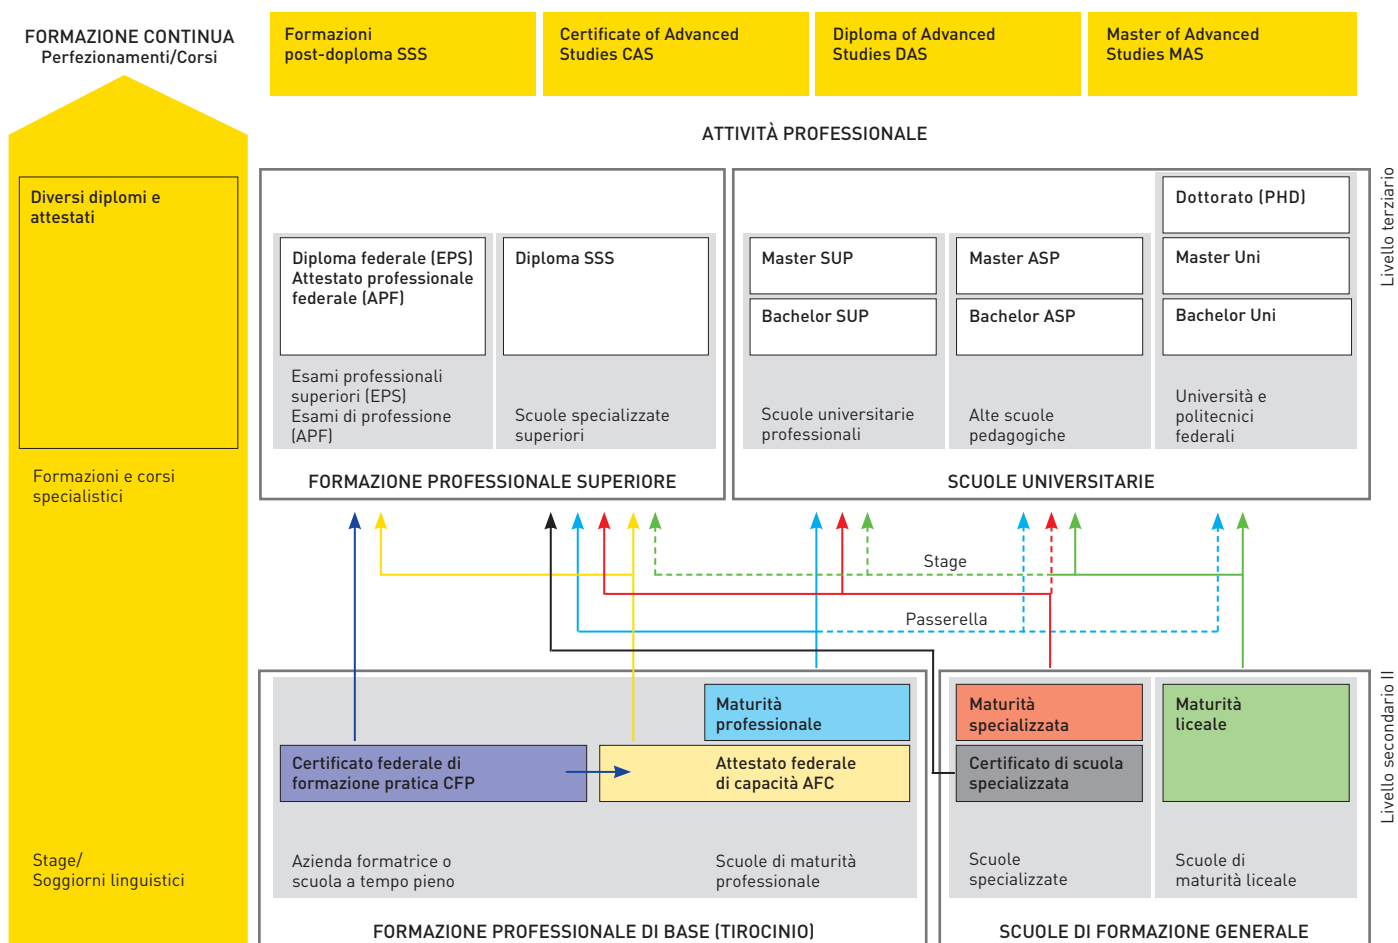 FORMAZIONE CONTINUA
Perfezionamenti/Corsi
Formazioni
post-doploma SSS
Certificate of Advanced
Studies CAS
Diploma of Advanced
Studies DAS
Master of Advanced
Studies MAS
ATTIVITÀ PROFESSIONALE
Diversi diplomi e
attestati
Formazioni e corsi
specialistici
Stage/
Soggiorni linguistici
Diploma federale (EPS)
Attestato professionale
federale (APF)
Esami professionali
superiori (EPS)
Esami di professione
(APF)
Diploma SSS
Scuole specializzate
superiori
FORMAZIONE PROFESSIONALE SUPERIORE
Master SUP
Bachelor SUP
Scuole universitarie
professionali
Master ASP
Bachelor ASP
Alte scuole
pedagogiche
Dottorato (PHD)
Master Uni
Bachelor Uni
Università e
politecnici
federali
SCUOLE UNIVERSITARIE
Livello terziario
Stage
Passerella
Certificato federale di
formazione pratica CFP
Maturità
professionale
Attestato federale
di capacità AFC
Azienda formatrice o
scuola a tempo pieno
Scuole di maturità
professionale
FORMAZIONE PROFESSIONALE DI BASE (TIROCINIO)
Maturità
specializzata
Certificato di scuola
specializzata
Scuole
specializzate
Maturità
liceale
Scuole di
maturità liceale
SCUOLE DI FORMAZIONE GENERALE
Livello secondario II